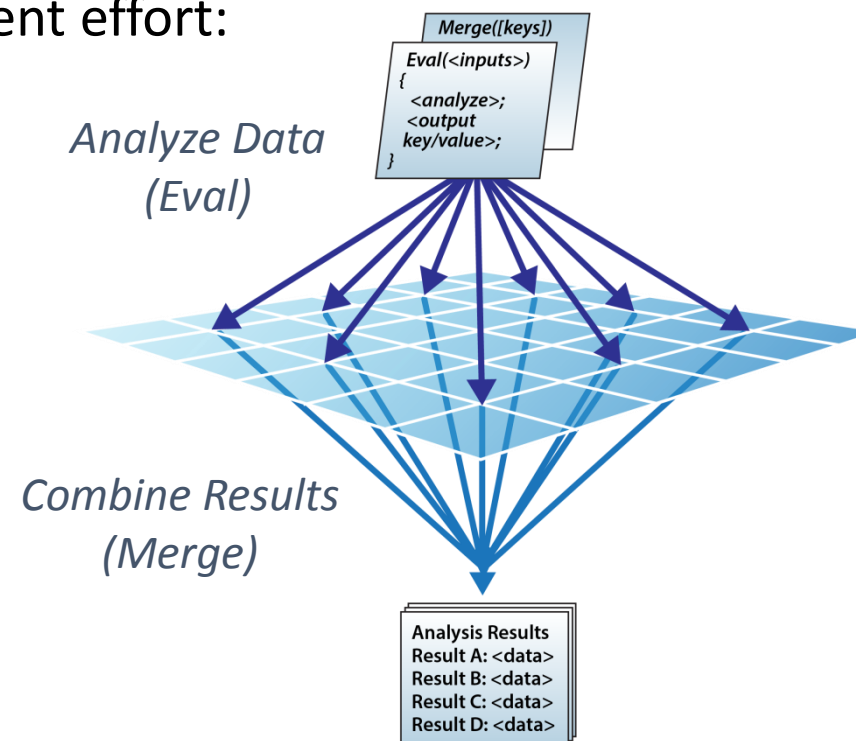 ent effort:
Merge([keys])
Eval(<inputs>)
{
<analyze>;
<output
key/value>;
}
Analyze Data
(Eval)
Combine Results
(Merge)
Analysis Results
Result A: <data>
Result B: <data>
Result C: <data>
Result D: <data>